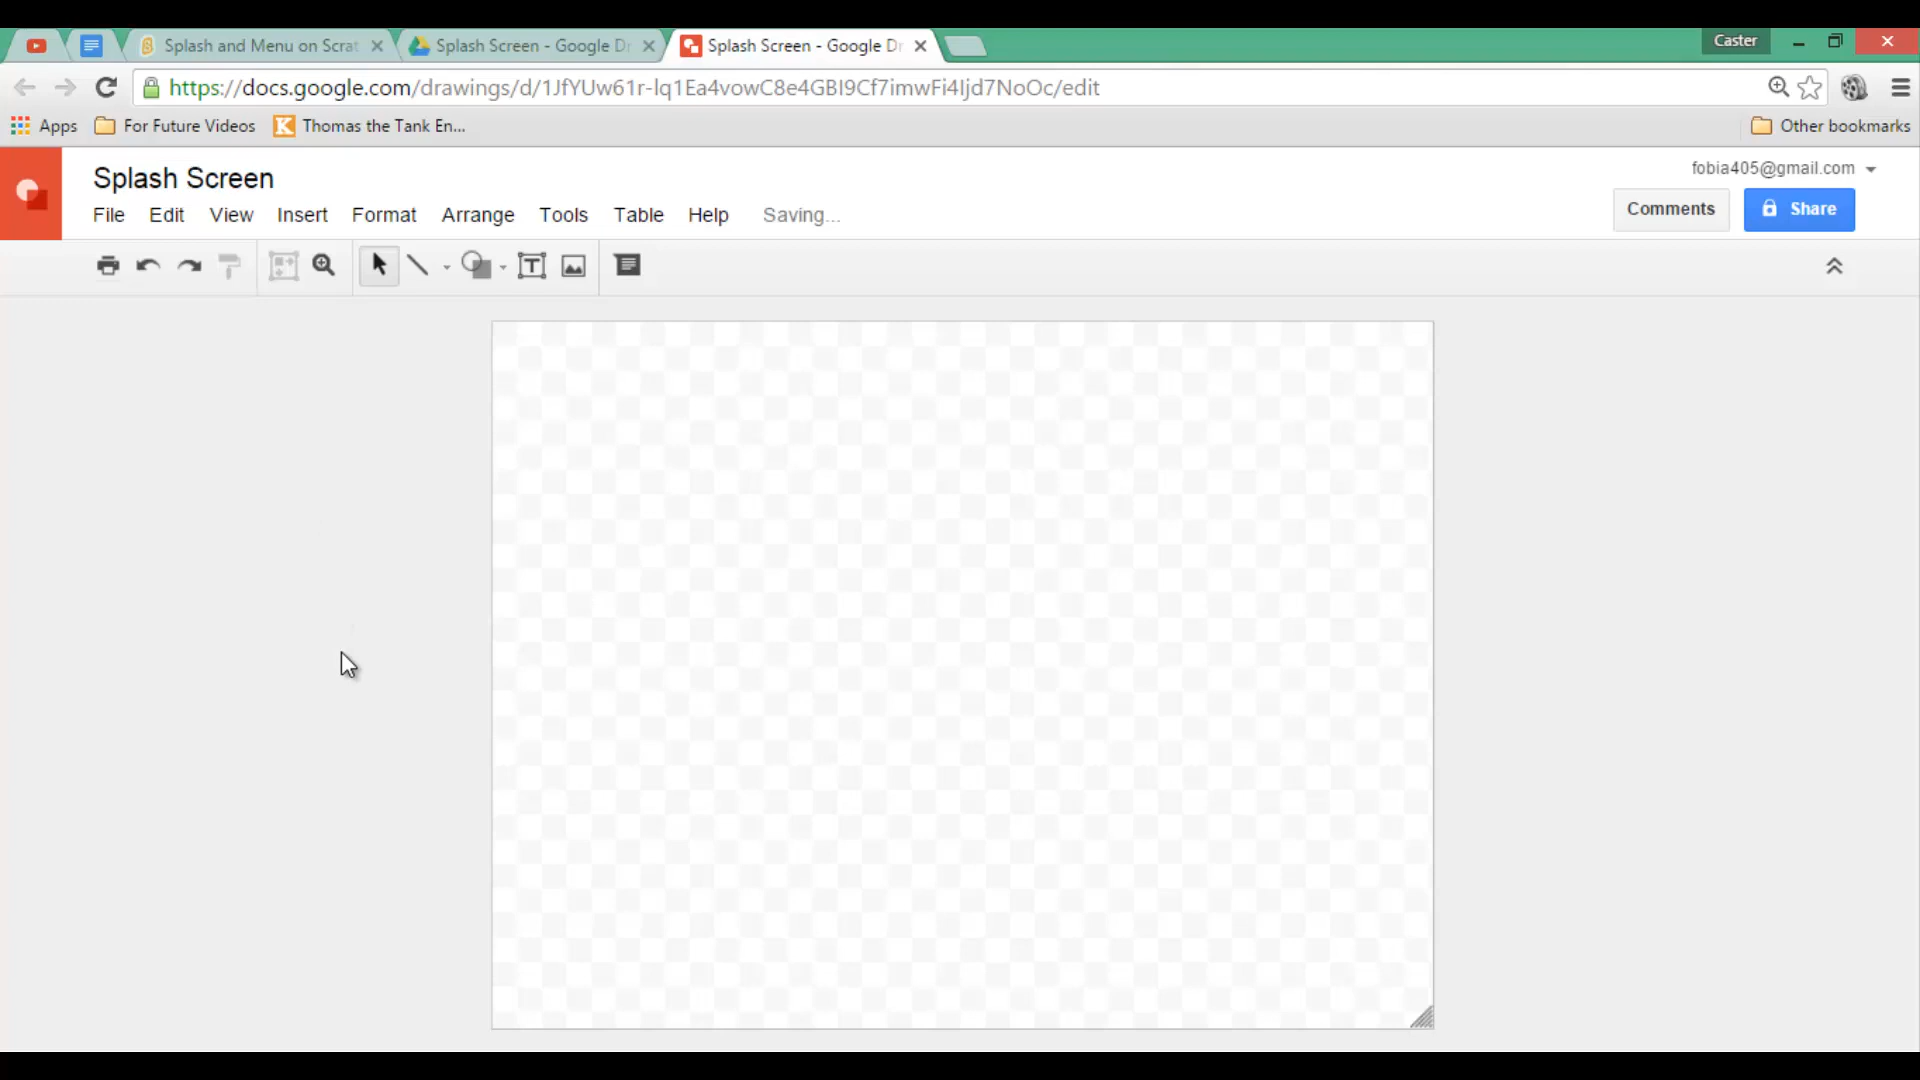 Splash and Menu on Scrat
Splash Screen - Google Dr
Splash Screen - Google Dr
Caster
https://docs.google.com/drawings/d/1JfYUw61r-lq1Ea4vowC8e4GBI9Cf7imwFi4Ijd7NoOc/edit
Apps For Future Videos Thomas the Tank En... Other bookmarks
Splash Screen
fobia405@gmail.com
File Edit View Insert Format Arrange Tools Table Help Saving...
Comments Share